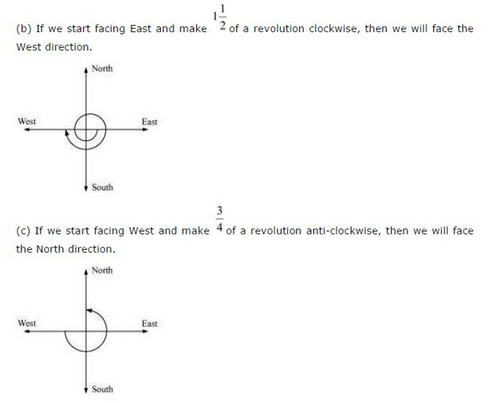 (b) If we start facing East and make 1 1/2 of a revolution clockwise, then we will face the
West direction.
North
West East
South
(c) If we start facing West and make 3/4 of a revolution anti-clockwise, then we will face
the North direction.
North
West East
South